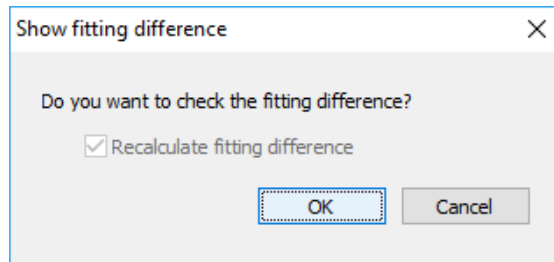 Show fitting difference
Do you want to check the fitting difference?
Recalculate fitting difference
OK
Cancel